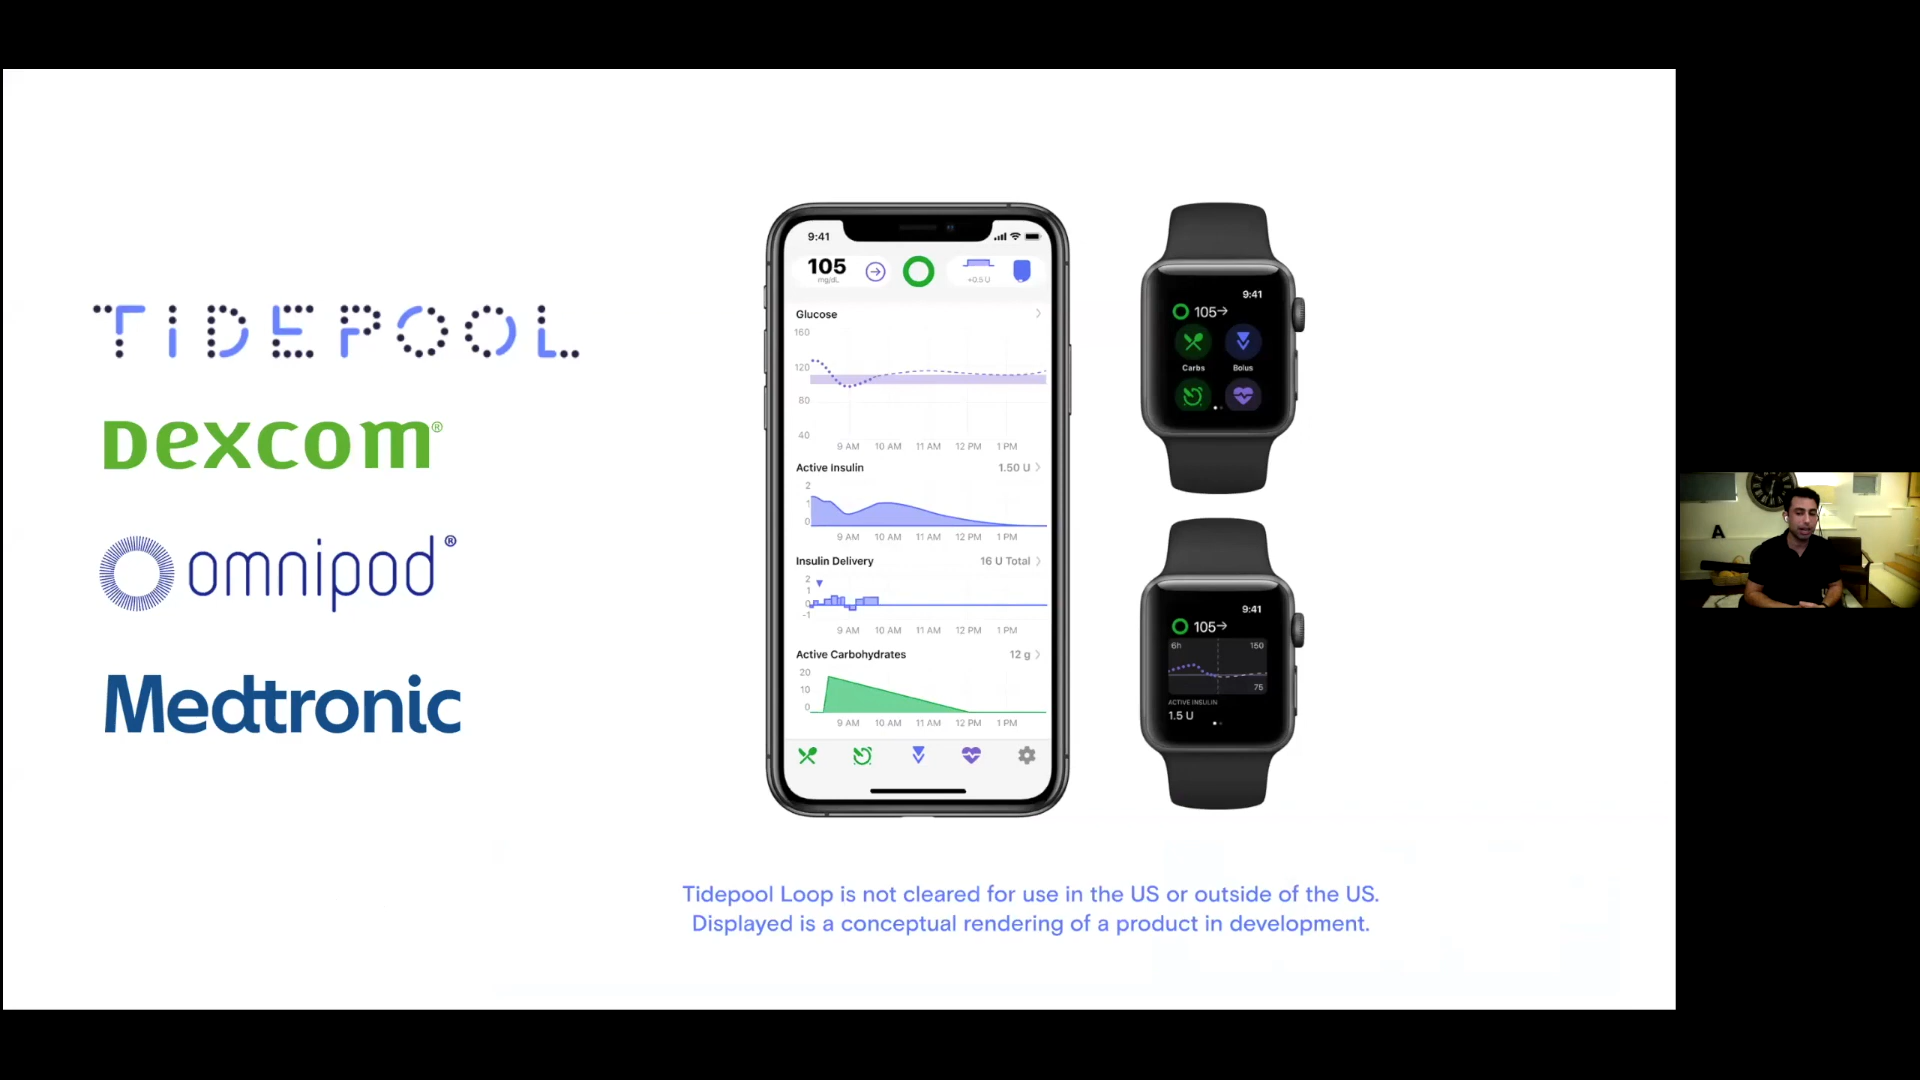 TIDEPOOL
Dexcom®
omnipod®
Medtronic
9:41
105
mg/dL
+0.5 U
Glucose
160
120
80
40
9 AM 10 AM 11 AM 12 PM 1 PM
Active Insulin 1.50 U
2
1
0
9 AM 10 AM 11 AM 12 PM 1 PM
Insulin Delivery 16 U Total
2
1
0
-1
9 AM 10 AM 11 AM 12 PM 1 PM
Active Carbohydrates 12 g
20
10
0
9 AM 10 AM 11 AM 12 PM 1 PM
9:41
105→
Carbs Bolus
9:41
105→
6h 150
75
ACTIVE INSULIN
1.5 U
Tidepool Loop is not cleared for use in the US or outside of the US.
Displayed is a conceptual rendering of a product in development.
A